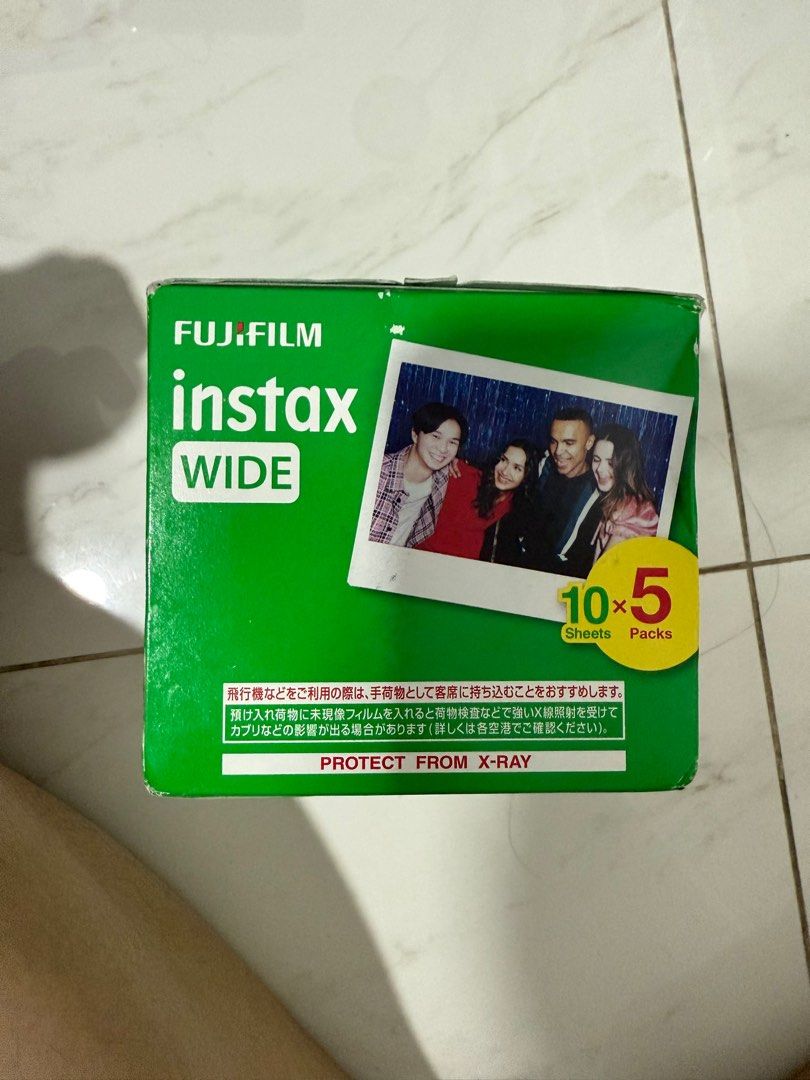 FUJIFILM
instax
WIDE
10×5
Sheets Packs
飛行機などをご利用の際は、手荷物として客席に持ち込むことをおすすめします。
預け入れ荷物に未現像フィルムを入れると荷物検査などで強いX線照射を受けて
カブリなどの影響が出る場合があります(詳しくは各空港でご確認ください)。
PROTECT FROM X-RAY